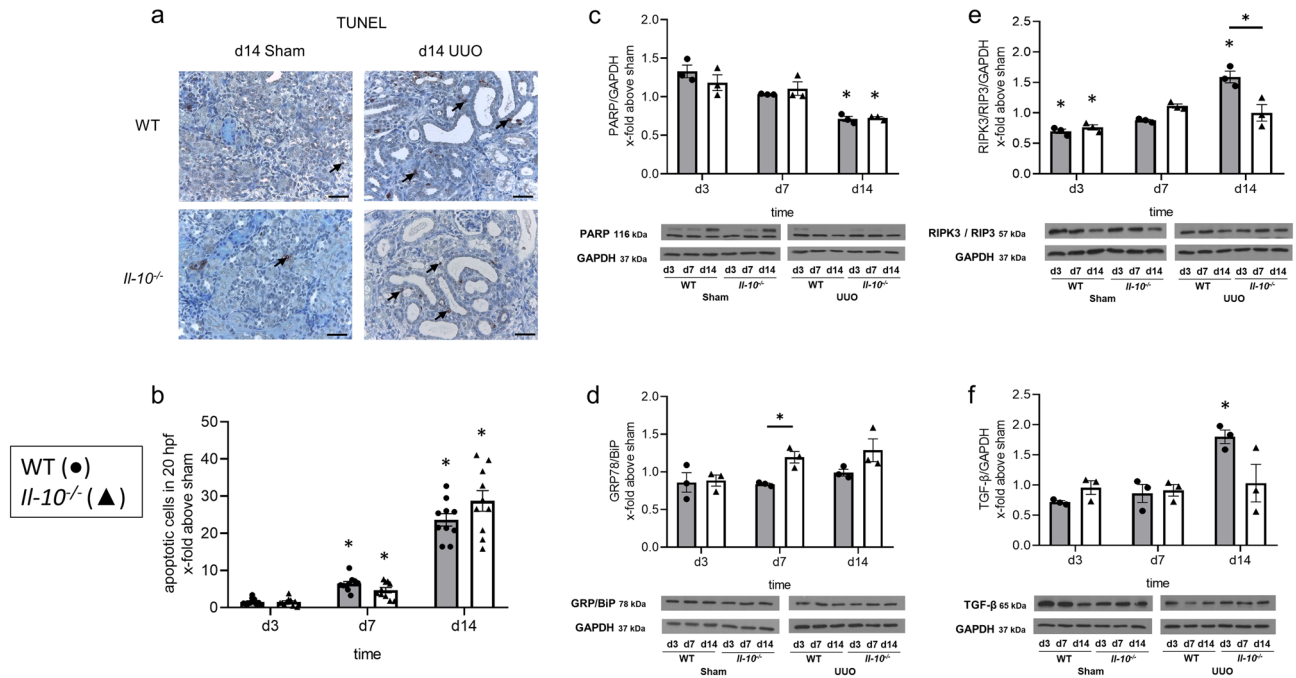 a
TUNEL
d14 Sham
d14 UUO
WT
Il-10-/-
b
apoptotic cells in 20 hpf
x-fold above sham
50
40
30
20
10
0
* * * *
d3 d7 d14
time
WT (●)
Il-10-/- (▲)
c
PARP/GAPDH
x-fold above sham
2.0
1.5
1.0
0.5
0.0
* *
d3 d7 d14
time
PARP 116 kDa
GAPDH 37 kDa
d3 d7 d14 d3 d7 d14 d3 d7 d14 d3 d7 d14
WT Il-10-/- WT Il-10-/-
Sham UUO
d
GRP78/BiP
x-fold above sham
2.0
1.5
1.0
0.5
0.0
*
d3 d7 d14
time
GRP/BiP 78 kDa
GAPDH 37 kDa
d3 d7 d14 d3 d7 d14 d3 d7 d14 d3 d7 d14
WT Il-10-/- WT Il-10-/-
Sham UUO
e
RIPK3/RIP3/GAPDH
x-fold above sham
2.5
2.0
1.5
1.0
0.5
0.0
* * * *
d3 d7 d14
time
RIPK3 / RIP3 57 kDa
GAPDH 37 kDa
d3 d7 d14 d3 d7 d14 d3 d7 d14 d3 d7 d14
WT Il-10-/- WT Il-10-/-
Sham UUO
f
TGF-β/GAPDH
x-fold above sham
2.5
2.0
1.5
1.0
0.5
0.0
*
d3 d7 d14
time
TGF-β 65 kDa
GAPDH 37 kDa
d3 d7 d14 d3 d7 d14 d3 d7 d14 d3 d7 d14
WT Il-10-/- WT Il-10-/-
Sham UUO